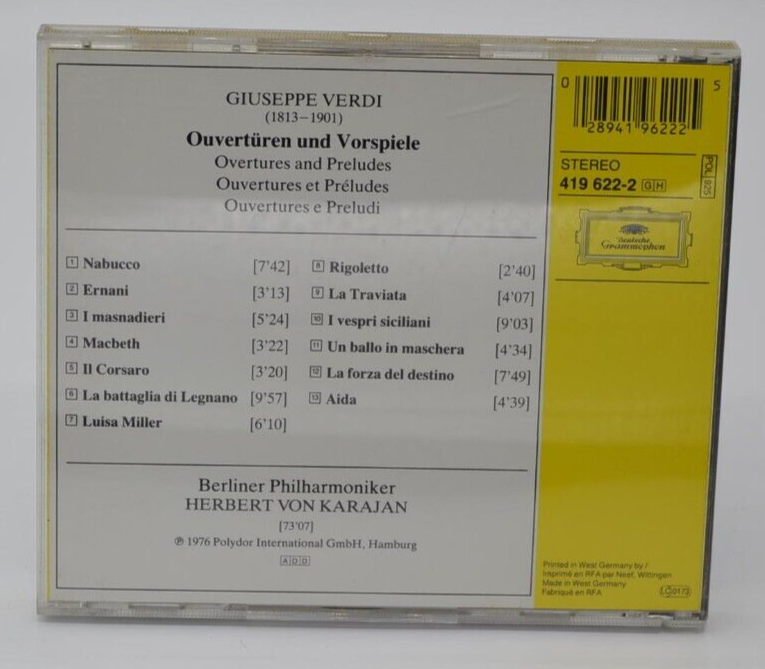 GIUSEPPE VERDI
(1813–1901)
Ouvertüren und Vorspiele
Overtures and Preludes
Ouvertures et Préludes
Ouvertures e Preludi
1 Nabucco [7'42]
2 Ernani [3'13]
3 I masnadieri [5'24]
4 Macbeth [3'22]
5 Il Corsaro [3'20]
6 La battaglia di Legnano [9'57]
7 Luisa Miller [6'10]
8 Rigoletto [2'40]
9 La Traviata [4'07]
10 I vespri siciliani [9'03]
11 Un ballo in maschera [4'34]
12 La forza del destino [7'49]
13 Aida [4'39]
Berliner Philharmoniker
HERBERT VON KARAJAN
[73'07]
℗ 1976 Polydor International GmbH, Hamburg
ADD
0 28941 96222 5
STEREO
419 622-2 GH
POL 925
Deutsche
Grammophon
Printed in West Germany by /
Imprimé en RFA par Neef, Wittingen
Made in West Germany
Fabriqué en RFA
LC 0173